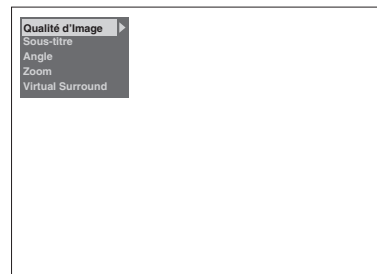 Qualité d'Image
Sous-titre
Angle
Zoom
Virtual Surround